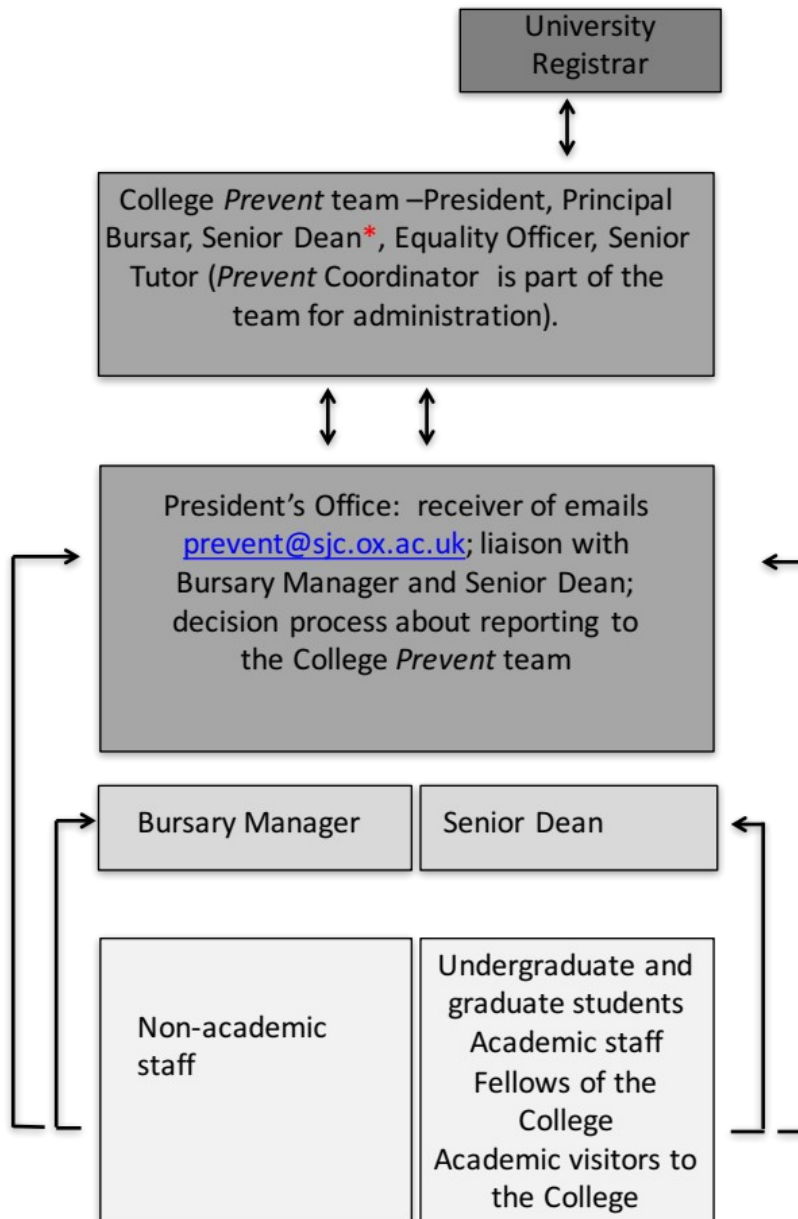 University
Registrar
College Prevent team –President, Principal
Bursar, Senior Dean*, Equality Officer, Senior
Tutor (Prevent Coordinator is part of the
team for administration).
President’s Office: receiver of emails
prevent@sjc.ox.ac.uk; liaison with
Bursary Manager and Senior Dean;
decision process about reporting to
the College Prevent team
Bursary Manager
Senior Dean
Non-academic
staff
Undergraduate and
graduate students
Academic staff
Fellows of the
College
Academic visitors to
the College